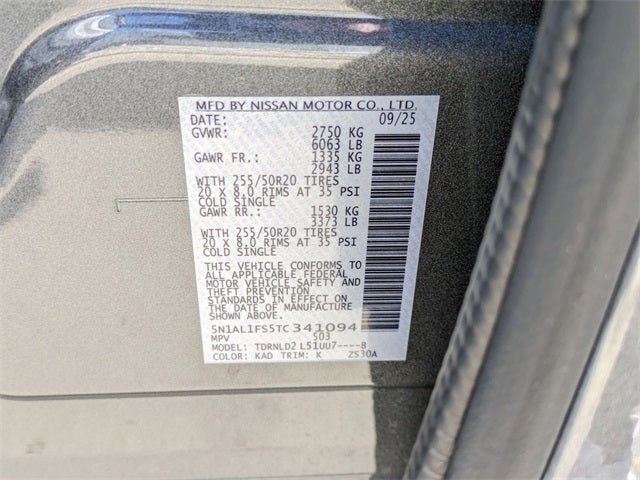 MFD BY NISSAN MOTOR CO., LTD.
DATE: 09/25
GVWR: 2750 KG
6063 LB
GAWR FR.: 1335 KG
2943 LB
WITH 255/50R20 TIRES
20 X 8.0 RIMS AT 35 PSI
COLD SINGLE
GAWR RR.: 1530 KG
3373 LB
WITH 255/50R20 TIRES
20 X 8.0 RIMS AT 35 PSI
COLD SINGLE
THIS VEHICLE CONFORMS TO
ALL APPLICABLE FEDERAL
MOTOR VEHICLE SAFETY AND
THEFT PREVENTION
STANDARDS IN EFFECT ON
THE DATE OF MANUFACTURE
SHOWN ABOVE.
5N1AL1FS5TC341094
MPV 503
MODEL: TDRNLD2 L51UU7----8
COLOR: KAD TRIM: K ZS30A